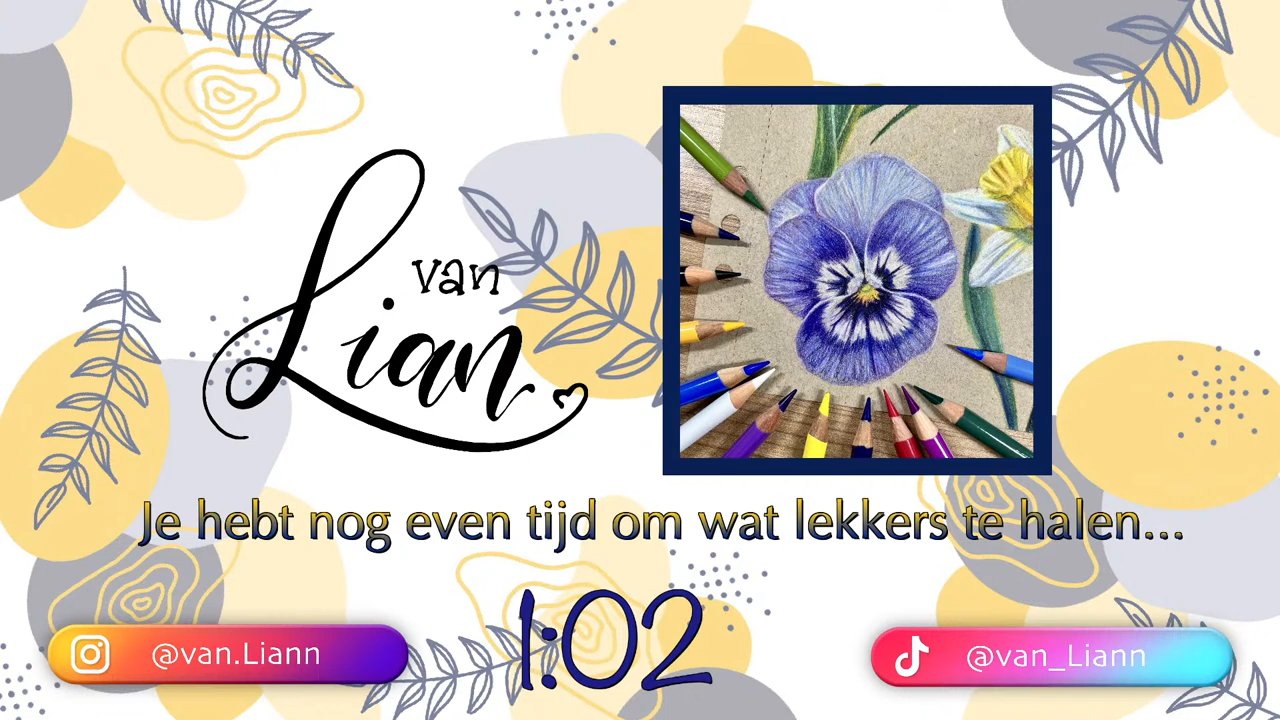 van
Lian
Je hebt nog even tijd om wat lekkers te halen...
1:02
@van.Liann
@van_Liann